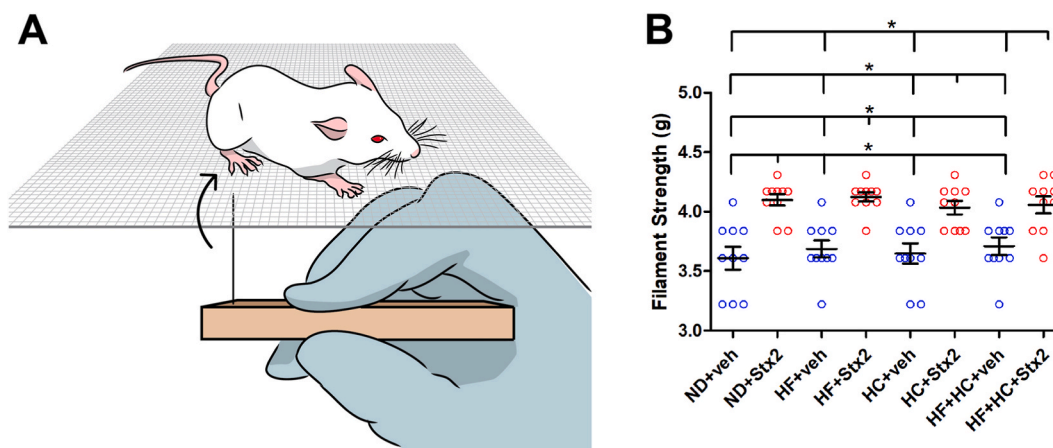 A
B
*
*
*
*
Filament Strength (g)
5.0
4.5
4.0
3.5
3.0
ND+veh
ND+Stx2
HF+veh
HF+Stx2
HC+veh
HC+Stx2
HF+HC+veh
HF+HC+Stx2